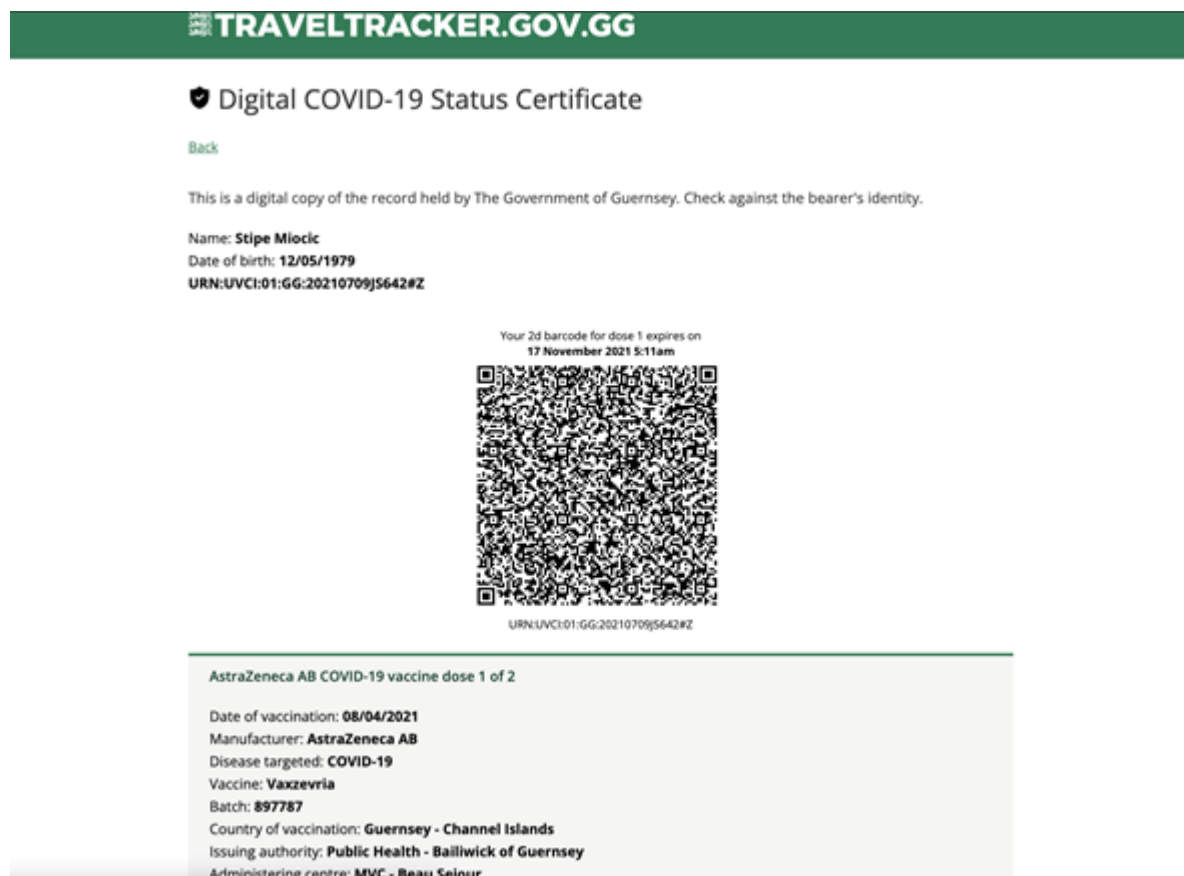 TRAVELTRACKER.GOV.GG
Digital COVID-19 Status Certificate
Back
This is a digital copy of the record held by The Government of Guernsey. Check against the bearer's identity.
Name: Stipe Miocic
Date of birth: 12/05/1979
URN:UVCI:01:GG:20210709JS642#Z
Your 2d barcode for dose 1 expires on
17 November 2021 5:11am
URN:UVCI:01:GG:20210709JS642#Z
AstraZeneca AB COVID-19 vaccine dose 1 of 2
Date of vaccination: 08/04/2021
Manufacturer: AstraZeneca AB
Disease targeted: COVID-19
Vaccine: Vaxzevria
Batch: 897787
Country of vaccination: Guernsey - Channel Islands
Issuing authority: Public Health - Bailiwick of Guernsey
Administering centre: MVC - Beau Sejour